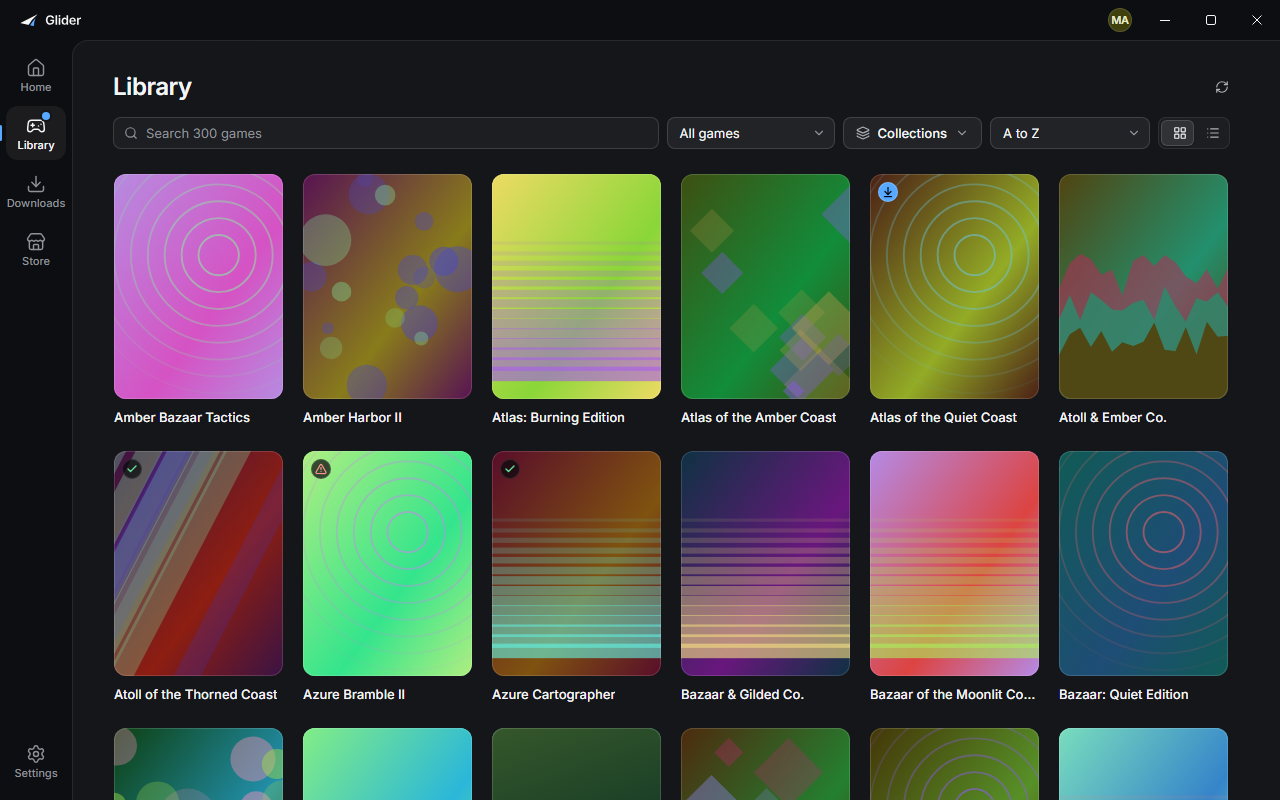 Glider
MA
Home
Library
Downloads
Store
Settings
Library
Search 300 games
All games
Collections
A to Z
Amber Bazaar Tactics
Amber Harbor II
Atlas: Burning Edition
Atlas of the Amber Coast
Atlas of the Quiet Coast
Atoll & Ember Co.
Atoll of the Thorned Coast
Azure Bramble II
Azure Cartographer
Bazaar & Gilded Co.
Bazaar of the Moonlit Co...
Bazaar: Quiet Edition